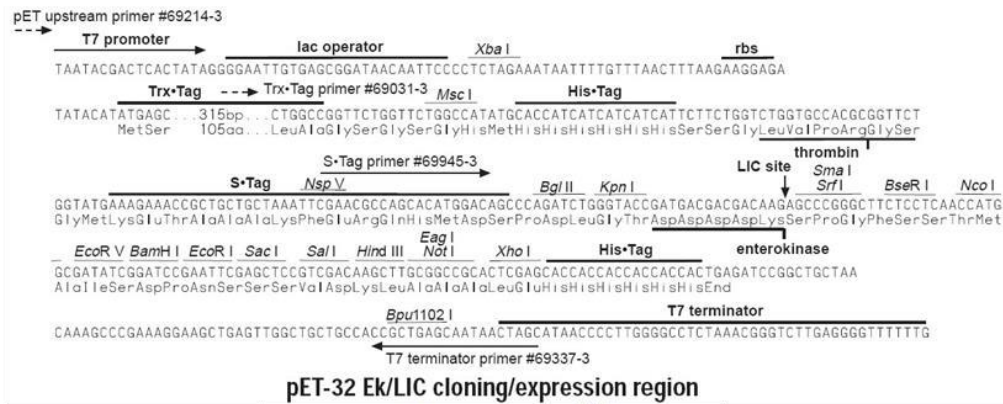 pET upstream primer #69214-3
T7 promoter lac operator Xba I rbs
TAATACGACTCACTATAGGGGAATTGTGAGCGGATAACAATTCCCCTCTAGAAATAATTTTGTTTAACTTTAAGAAGGAGA
Trx•Tag Trx•Tag primer #69031-3 Msc I His•Tag
TATACATATGAGC...315bp...CTGGCCGGTTCTGGTTCTGGCCATATGCACCATCATCATCATCATTCTTCTGGTCTGGTGCCACGCGGTTCT
MetSer 105aa...LeuAlaGlySerGlySerGlyHisMetHisHisHisHisHisHisSerSerGlyLeuValProArgGlySer
S•Tag primer #69945-3 thrombin
S•Tag Nsp V Bgl II Kpn I LIC site Sma I Srf I BseR I Nco I
GGTATGAAAGAAACCGCTGCTGCTAAATTCGAACGCCAGCACATGGACAGCCCAGATCTGGGTACCGATGACGACGACAAGAGCCCGGGCTTCTCCTCAACCATG
GlyMetLysGluThrAlaAlaAlaLysPheGluArgGlnHisMetAspSerProAspLeuGlyThrAspAspAspAspLysSerProGlyPheSerSerThrMet
EcoR V BamH I EcoR I Sac I Sal I Hind III Eag I Not I Xho I His•Tag enterokinase
GCGATATCGGATCCGAATTCGAGCTCCGTCGACAAGCTTGCGGCCGCACTCGAGCACCACCACCACCACCACTGAGATCCGGCTGCTAA
AlaIleSerAspProAsnSerSerSerValAspLysLeuAlaAlaAlaLeuGluHisHisHisHisHisHisEnd
Bpu1102 I T7 terminator
CAAAGCCCGAAAGGAAGCTGAGTTGGCTGCTGCCACCGCTGAGCAATAACTAGCATAACCCCTTGGGGCCTCTAAACGGGTCTTGAGGGGTTTTTTG
T7 terminator primer #69337-3
pET-32 Ek/LIC cloning/expression region